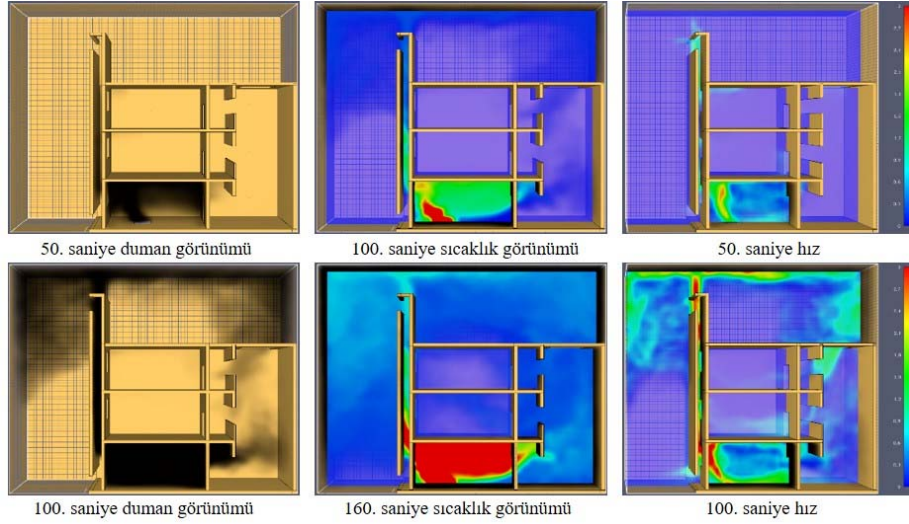 50. saniye duman görünümü
100. saniye sıcaklık görünümü
50. saniye hız
100. saniye duman görünümü
160. saniye sıcaklık görünümü
100. saniye hız